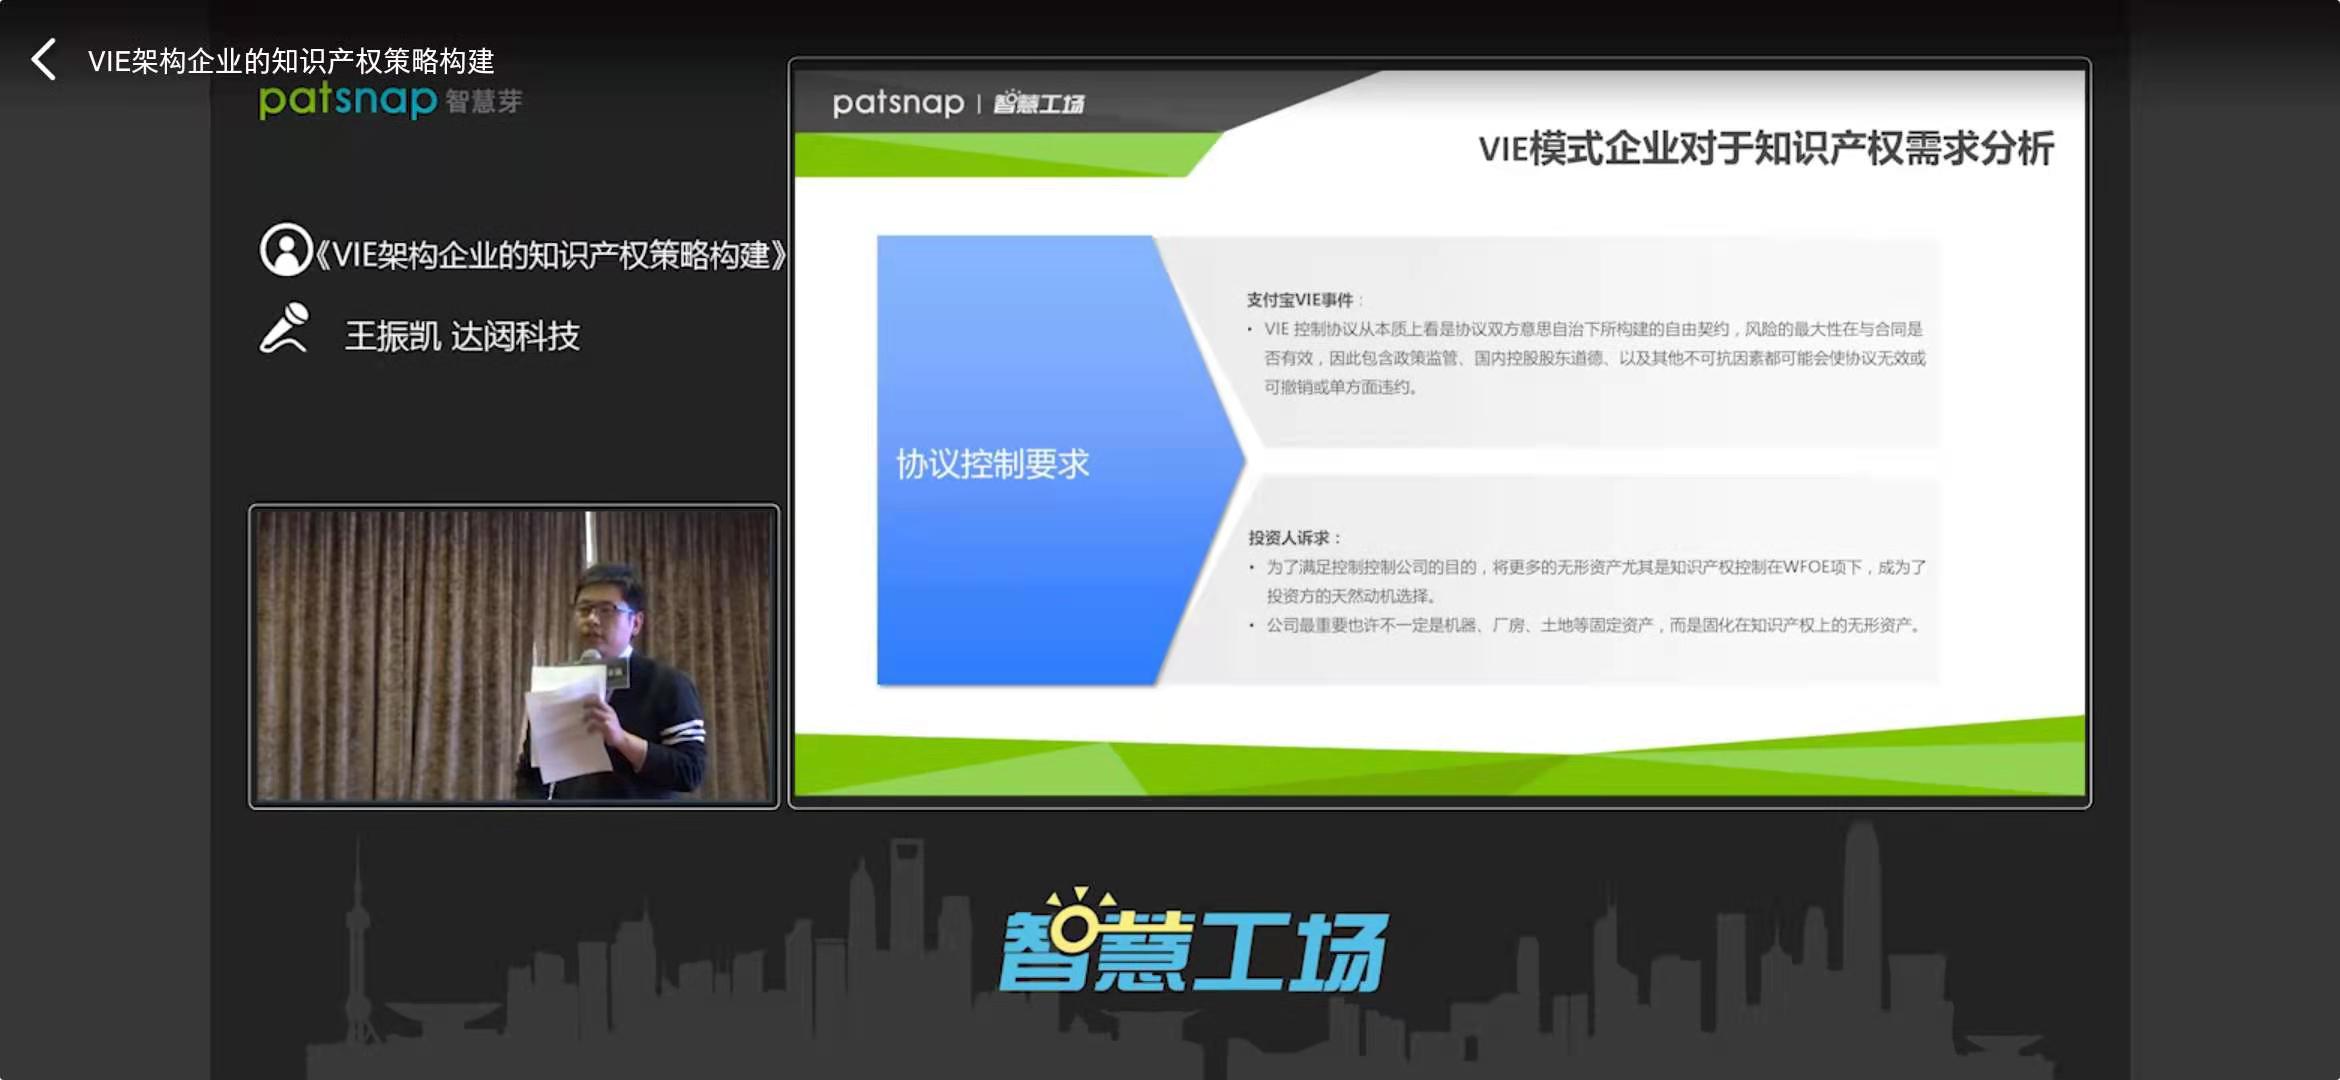 VIE架构企业的知识产权策略构建
patsnap 智慧芽
《VIE架构企业的知识产权策略构建》
王振凯 达闼科技
patsnap | 智慧工场
VIE模式企业对于知识产权需求分析
协议控制要求
支付宝VIE事件：
• VIE 控制协议从本质上看是协议双方意思自治下所构建的自由契约，风险的最大性在与合同是
否有效，因此包含政策监管、国内控股股东道德、以及其他不可抗因素都可能会使协议无效或
可撤销或单方面违约。
投资人诉求：
• 为了满足控制控制公司的目的，将更多的无形资产尤其是知识产权控制在WFOE项下，成为了
投资方的天然动机选择。
• 公司最重要也许不一定是机器、厂房、土地等固定资产，而是固化在知识产权上的无形资产。
智慧工场